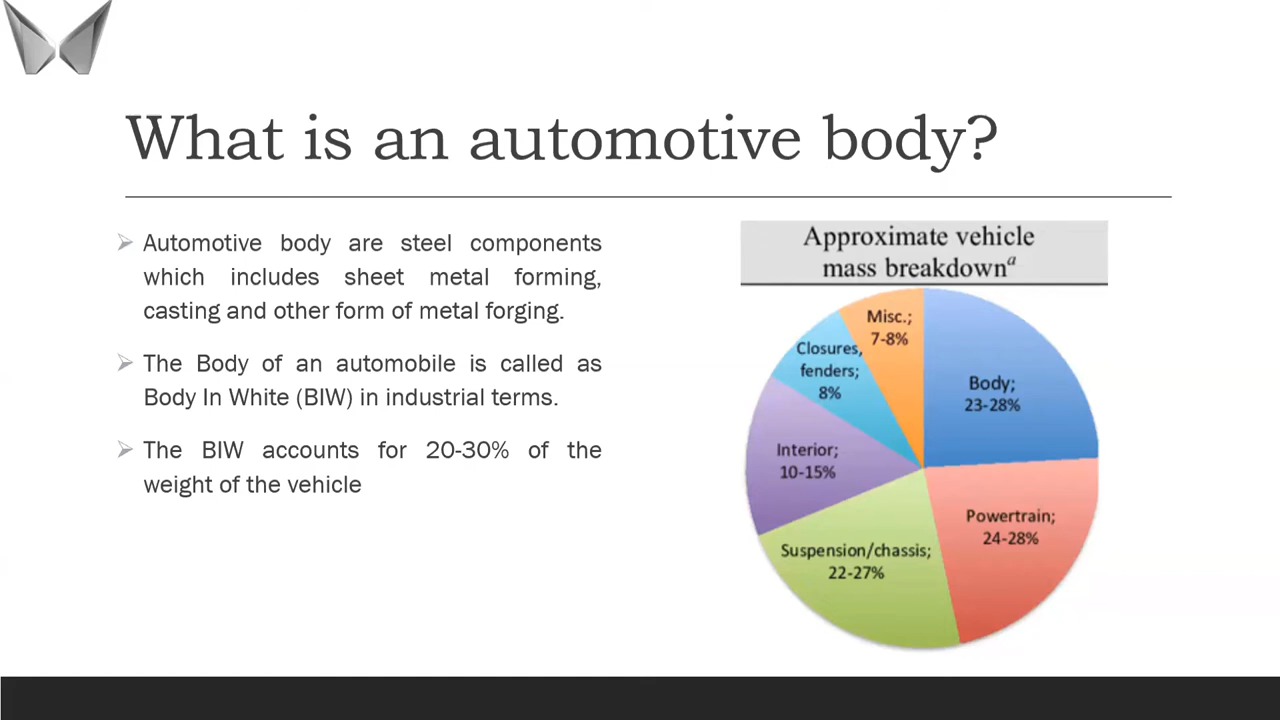 What is an automotive body?
Automotive body are steel components
which includes sheet metal forming,
casting and other form of metal forging.
The Body of an automobile is called as
Body In White (BIW) in industrial terms.
The BIW accounts for 20-30% of the
weight of the vehicle
Approximate vehicle
mass breakdownᵃ
Misc.;
7-8%
Closures,
fenders;
8%
Body;
23-28%
Interior;
10-15%
Powertrain;
24-28%
Suspension/chassis;
22-27%